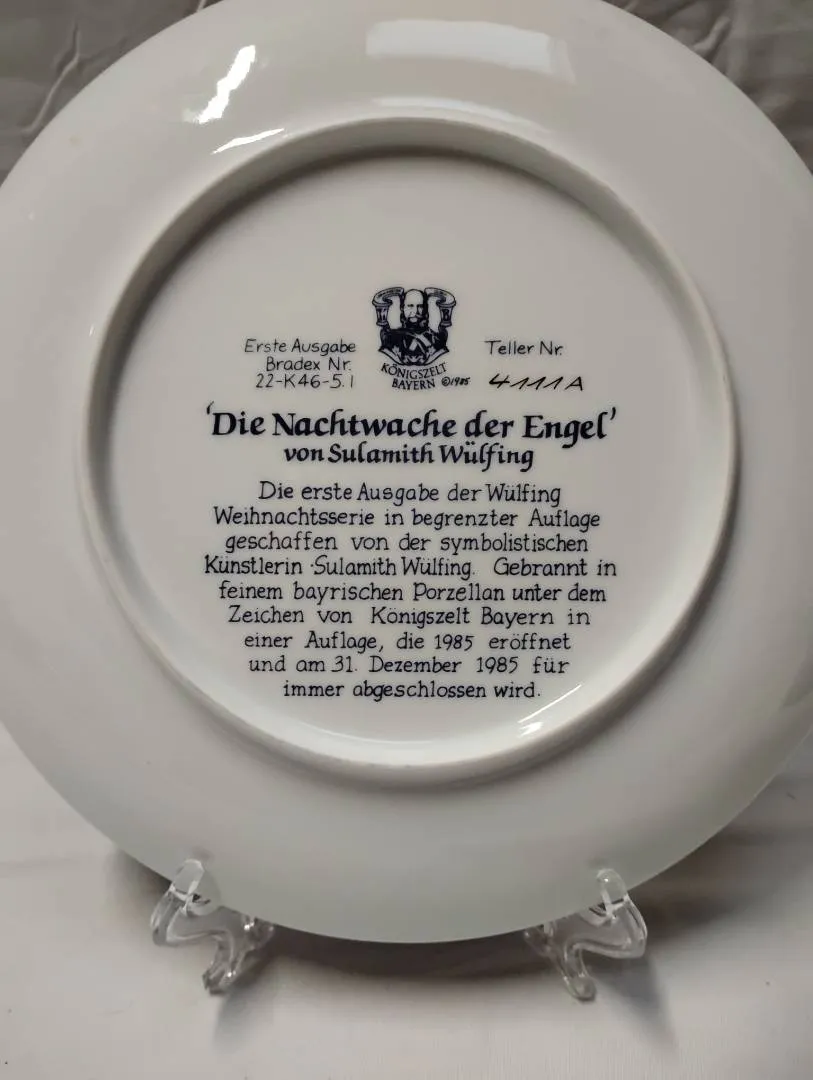 Erste Ausgabe
Bradex Nr.
22-K46-5.1
KÖNIGSZELT
BAYERN ©1985
Teller Nr.
4111A
'Die Nachtwache der Engel'
von Sulamith Wülfing
Die erste Ausgabe der Wülfing
Weihnachtsserie in begrenzter Auflage
geschaffen von der symbolistischen
Künstlerin Sulamith Wülfing. Gebrannt in
feinem bayrischen Porzellan unter dem
Zeichen von Königszelt Bayern in
einer Auflage, die 1985 eröffnet
und am 31. Dezember 1985 für
immer abgeschlossen wird.